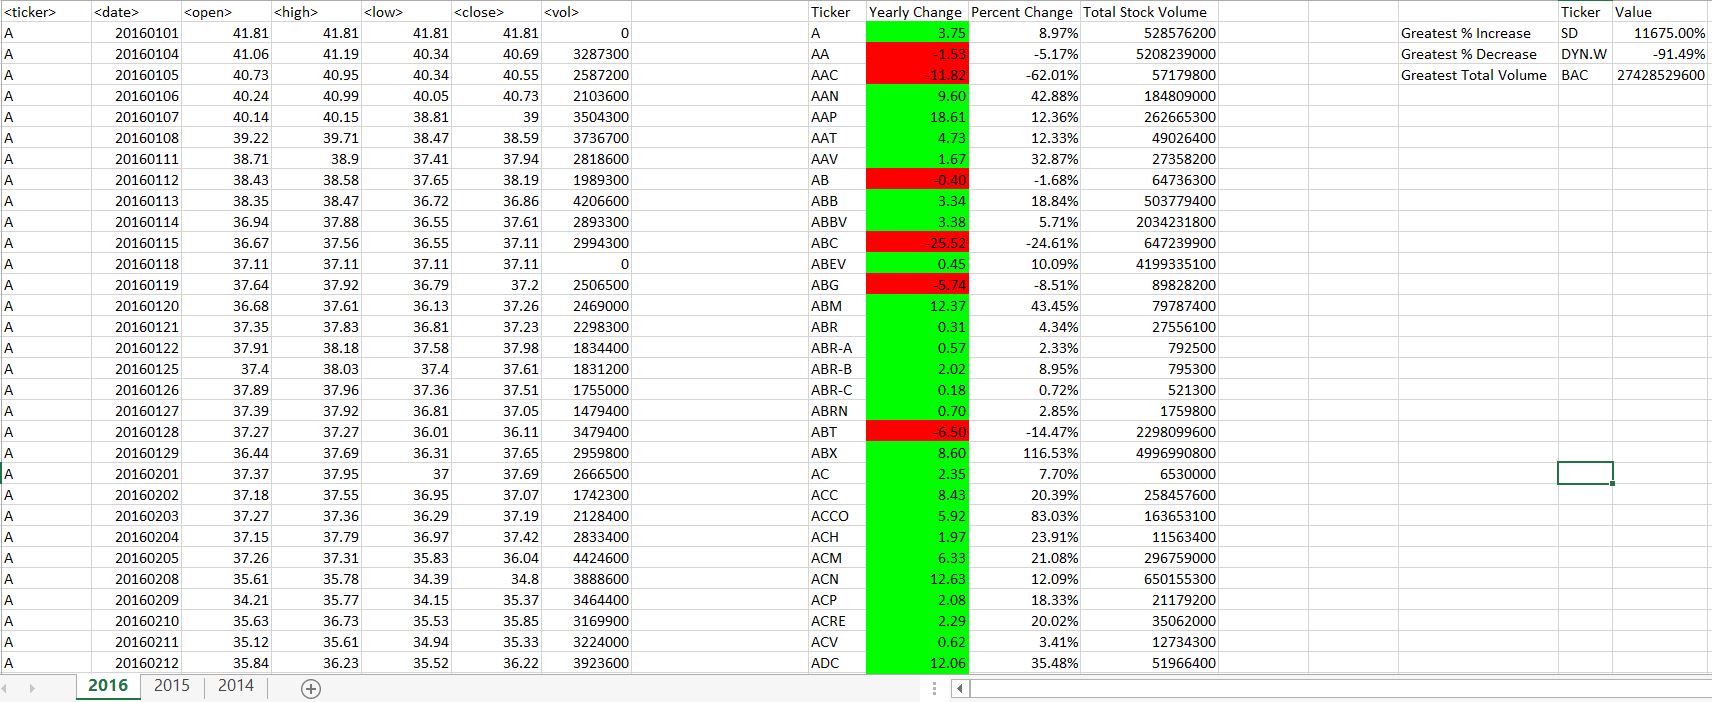 <ticker> <date> <open> <high> <low> <close> <vol> Ticker Yearly Change Percent Change Total Stock Volume Ticker Value
A 20160101 41.81 41.81 41.81 41.81 0 A 3.75 8.97% 528576200 Greatest % Increase SD 11675.00%
A 20160104 41.06 41.19 40.34 40.69 3287300 AA -1.53 -5.17% 5208239000 Greatest % Decrease DYN.W -91.49%
A 20160105 40.73 40.95 40.34 40.55 2587200 AAC -11.82 -62.01% 57179800 Greatest Total Volume BAC 27428529600
A 20160106 40.24 40.99 40.05 40.73 2103600 AAN 9.60 42.88% 184809000
A 20160107 40.14 40.15 38.81 39 3504300 AAP 18.61 12.36% 262665300
A 20160108 39.22 39.71 38.47 38.59 3736700 AAT 4.73 12.33% 49026400
A 20160111 38.71 38.9 37.41 37.94 2818600 AAV 1.67 32.87% 27358200
A 20160112 38.43 38.58 37.65 38.19 1989300 AB -0.40 -1.68% 64736300
A 20160113 38.35 38.47 36.72 36.86 4206600 ABB 3.34 18.84% 503779400
A 20160114 36.94 37.88 36.55 37.61 2893300 ABBV 3.38 5.71% 2034231800
A 20160115 36.67 37.56 36.55 37.11 2994300 ABC -25.52 -24.61% 647239900
A 20160118 37.11 37.11 37.11 37.11 0 ABEV 0.45 10.09% 4199335100
A 20160119 37.64 37.92 36.79 37.2 2506500 ABG -5.74 -8.51% 89828200
A 20160120 36.68 37.61 36.13 37.26 2469000 ABM 12.37 43.45% 79787400
A 20160121 37.35 37.83 36.81 37.23 2298300 ABR 0.31 4.34% 27556100
A 20160122 37.91 38.18 37.58 37.98 1834400 ABR-A 0.57 2.33% 792500
A 20160125 37.4 38.03 37.4 37.61 1831200 ABR-B 2.02 8.95% 795300
A 20160126 37.89 37.96 37.36 37.51 1755000 ABR-C 0.18 0.72% 521300
A 20160127 37.39 37.92 36.81 37.05 1479400 ABRN 0.70 2.85% 1759800
A 20160128 37.27 37.27 36.01 36.11 3479400 ABT -6.50 -14.47% 2298099600
A 20160129 36.44 37.69 36.31 37.65 2959800 ABX 8.60 116.53% 4996990800
A 20160201 37.37 37.95 37 37.69 2666500 AC 2.35 7.70% 6530000
A 20160202 37.18 37.55 36.95 37.07 1742300 ACC 8.43 20.39% 258457600
A 20160203 37.27 37.36 36.29 37.19 2128400 ACCO 5.92 83.03% 163653100
A 20160204 37.15 37.79 36.97 37.42 2833400 ACH 1.97 23.91% 11563400
A 20160205 37.26 37.31 35.83 36.04 4424600 ACM 6.33 21.08% 296759000
A 20160208 35.61 35.78 34.39 34.8 3888600 ACN 12.63 12.09% 650155300
A 20160209 34.21 35.77 34.15 35.37 3464400 ACP 2.08 18.33% 21179200
A 20160210 35.63 36.73 35.53 35.85 3169900 ACRE 2.29 20.02% 35062000
A 20160211 35.12 35.61 34.94 35.33 3224000 ACV 0.62 3.41% 12734300
A 20160212 35.84 36.23 35.52 36.22 3923600 ADC 12.06 35.48% 51966400
2016 2015 2014